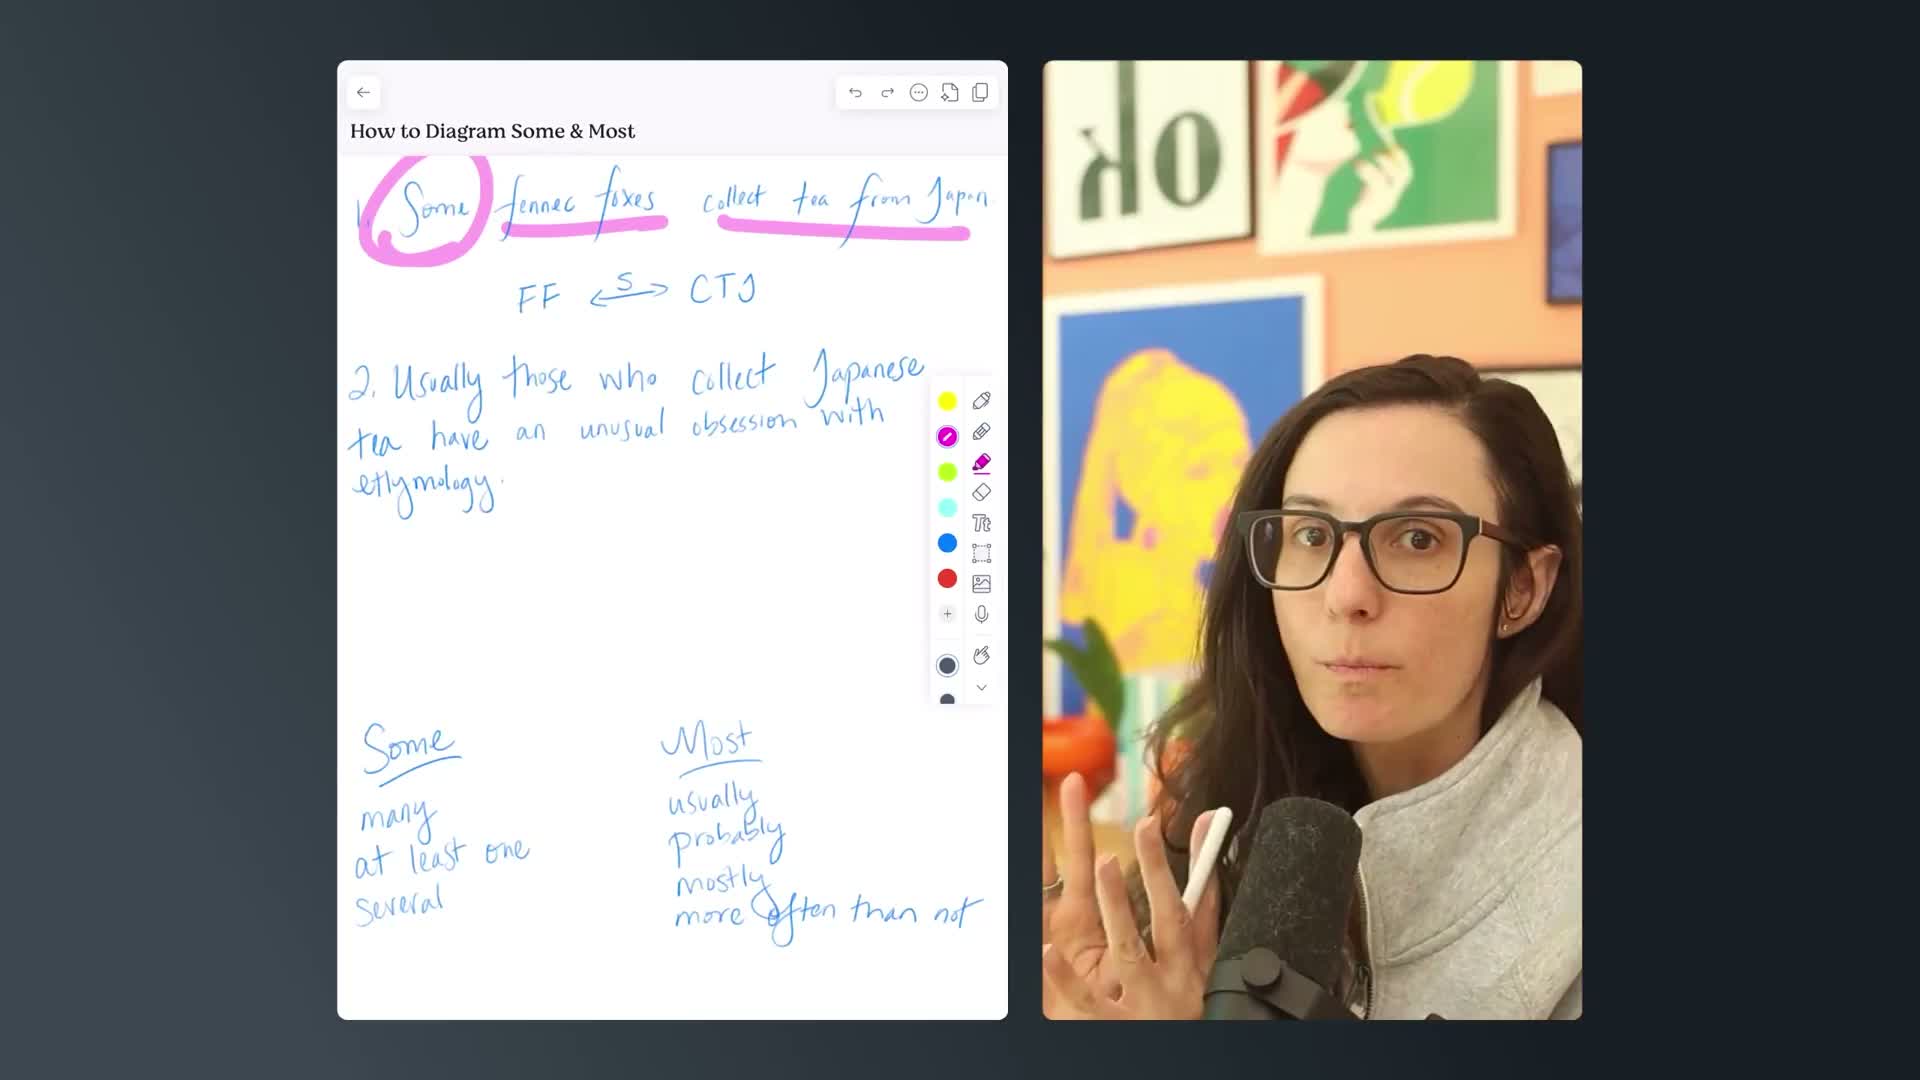 How to Diagram Some & Most
1. Some fennec foxes collect tea from Japan.
FF <-S-> CTJ
2. Usually those who collect Japanese
tea have an unusual obsession with
etlymology.
Tt
Some
many
at least one
several
Most
usually
probably
mostly
more often than not